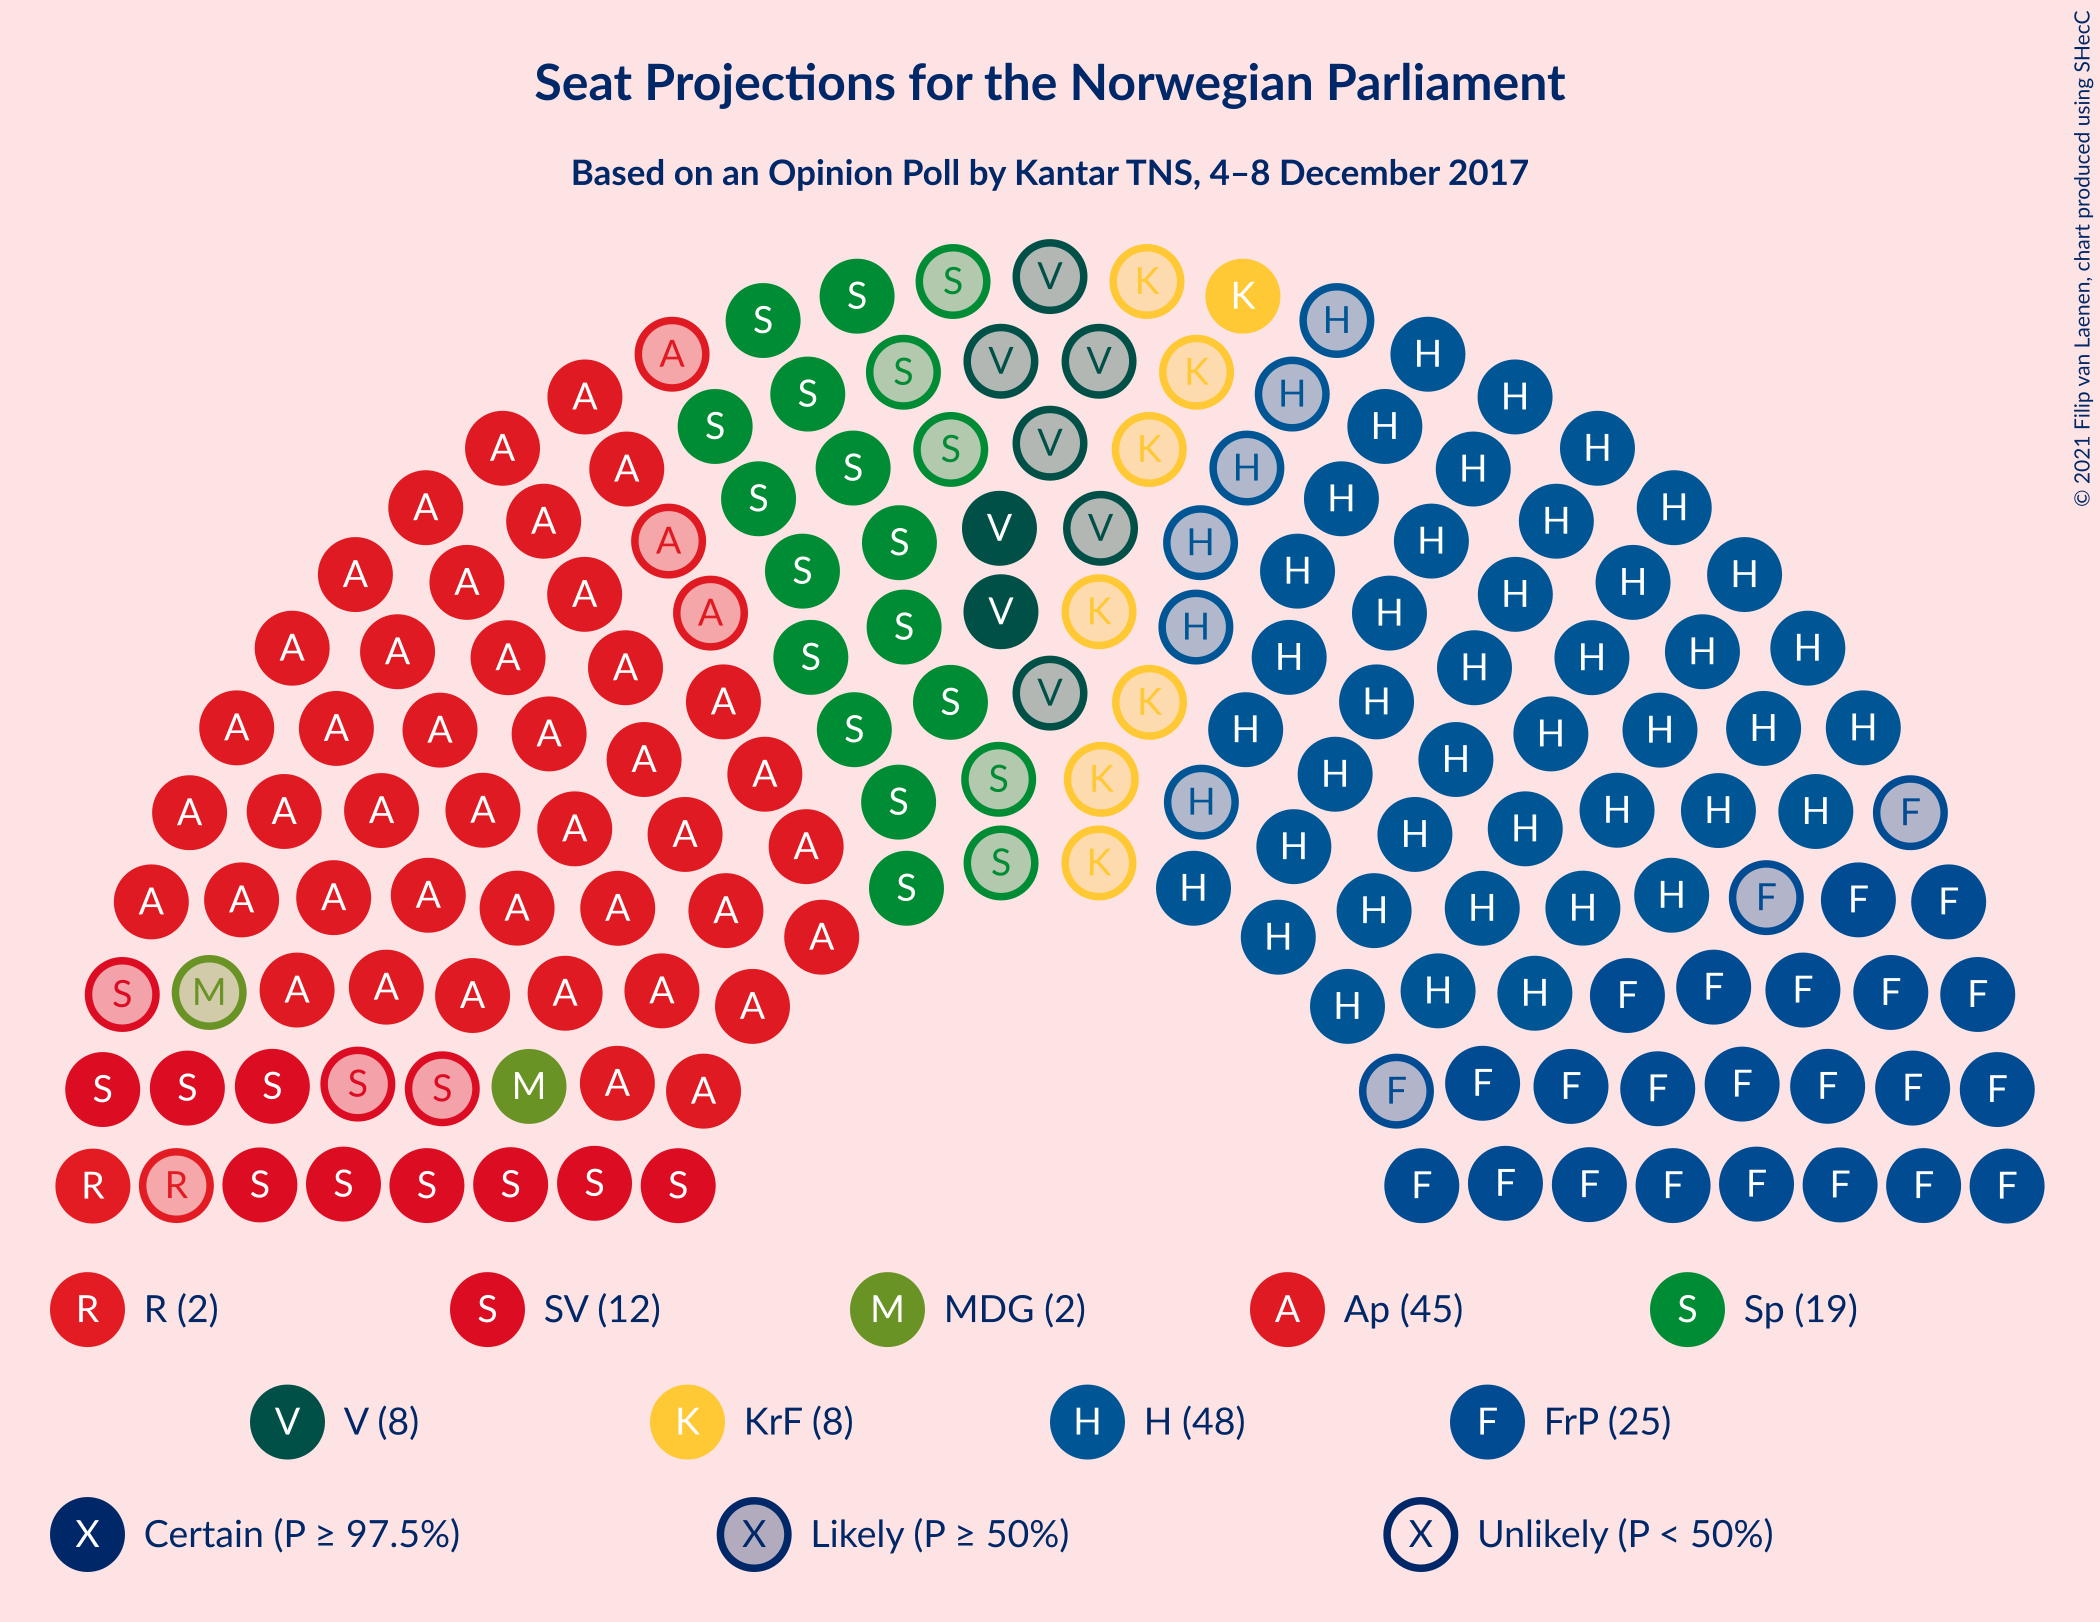 Seat Projections for the Norwegian Parliament
Based on an Opinion Poll by Kantar TNS, 4–8 December 2017
© 2021 Filip van Laenen, chart produced using SHecC
S V K
S K
S H
A H
S V V K
A H
S H
A H
S V K
A S H H
A H
S H
A A H H
S V V H
A A H
S H
A A H H
S V K H
A H
S H
A A H H
A A H H
S V K
A A H H
S H
A A A A A A H H H H H H
S K
A A A A A A A S H H H H H H H F
S K
A A A A A A A A S H H H H H H F F F
S M A A A A A A H H H F F F F F
S S S S S M A A F F F F F F F F
R R S S S S S S F F F F F F F F
R R (2) S SV (12) M MDG (2) A Ap (45) S Sp (19)
V V (8) K KrF (8) H H (48) F FrP (25)
X Certain (P ≥ 97.5%) X Likely (P ≥ 50%) X Unlikely (P < 50%)